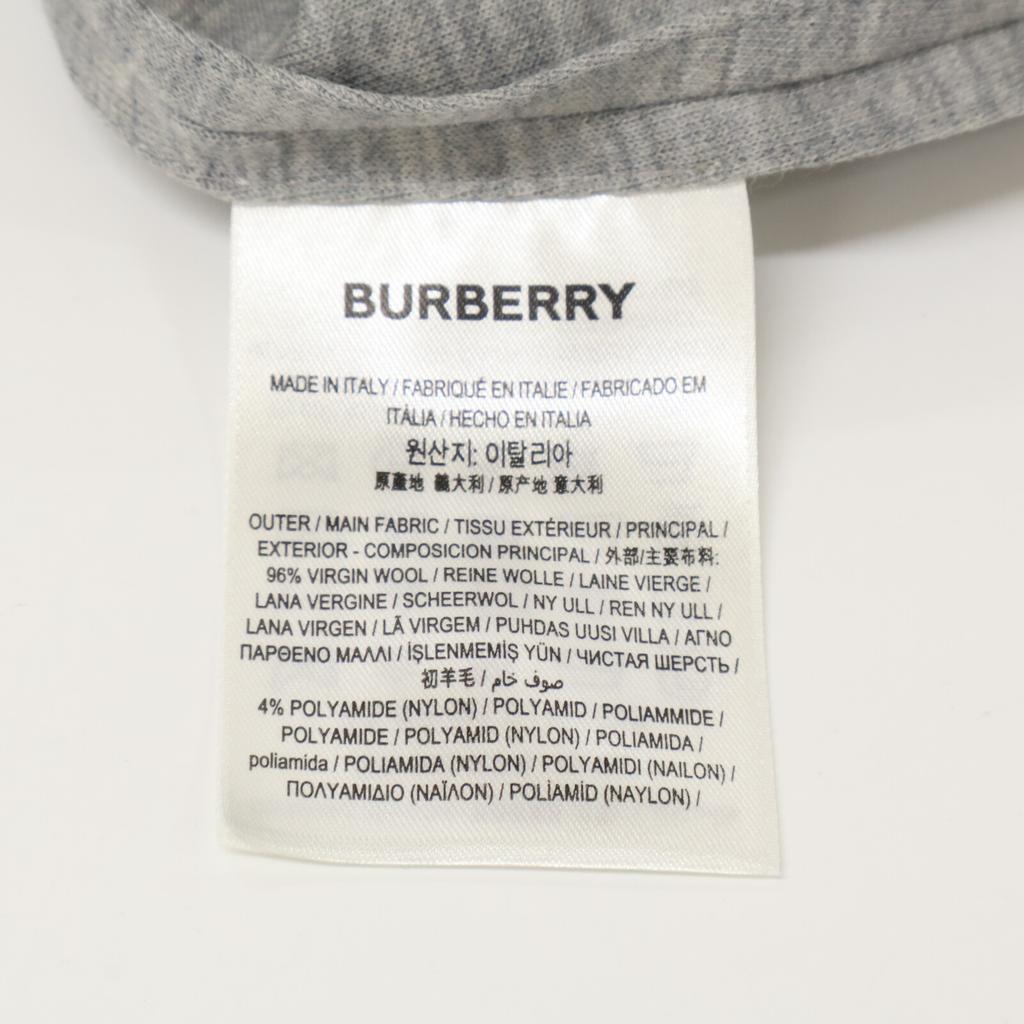 BURBERRY
MADE IN ITALY / FABRIQUÉ EN ITALIE / FABRICADO EM
ITÁLIA / HECHO EN ITALIA
원산지: 이탈리아
原產地 義大利 / 原产地 意大利
OUTER / MAIN FABRIC / TISSU EXTÉRIEUR / PRINCIPAL /
EXTERIOR - COMPOSICION PRINCIPAL / 外部/主要布料:
96% VIRGIN WOOL / REINE WOLLE / LAINE VIERGE /
LANA VERGINE / SCHEERWOL / NY ULL / REN NY ULL /
LANA VIRGEN / LÃ VIRGEM / PUHDAS UUSI VILLA / ΑΓΝΟ
ΠΑΡΘΕΝΟ ΜΑΛΛΙ / İŞLENMEMİŞ YÜN / ЧИСТАЯ ШЕРСТЬ /
初羊毛 / صوف خام
4% POLYAMIDE (NYLON) / POLYAMID / POLIAMMIDE /
POLYAMIDE / POLYAMID (NYLON) / POLIAMIDA /
poliamida / POLIAMIDA (NYLON) / POLYAMIDI (NAILON) /
ΠΟΛΥΑΜΙΔΙΟ (ΝΑΪΛΟΝ) / POLİAMİD (NAYLON) /